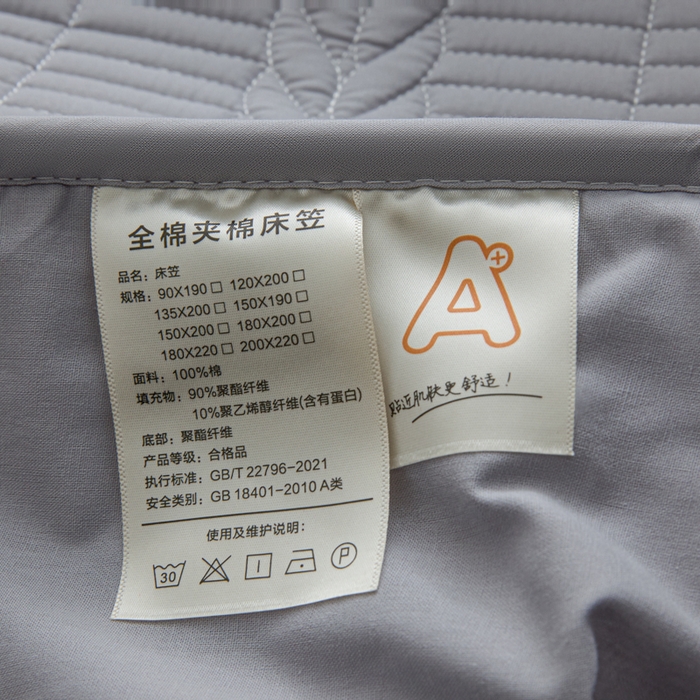 全棉夹棉床笠
品名：床笠
规格：90X190□ 120X200□
135X200□ 150X190□
150X200□ 180X200□
180X220□ 200X220□
面料：100%棉
填充物：90%聚酯纤维
10%聚乙烯醇纤维(含有蛋白)
底部：聚酯纤维
产品等级：合格品
执行标准：GB/T 22796-2021
安全类别：GB 18401-2010 A类
使用及维护说明：
30
P
A+
贴近肌肤更舒适！